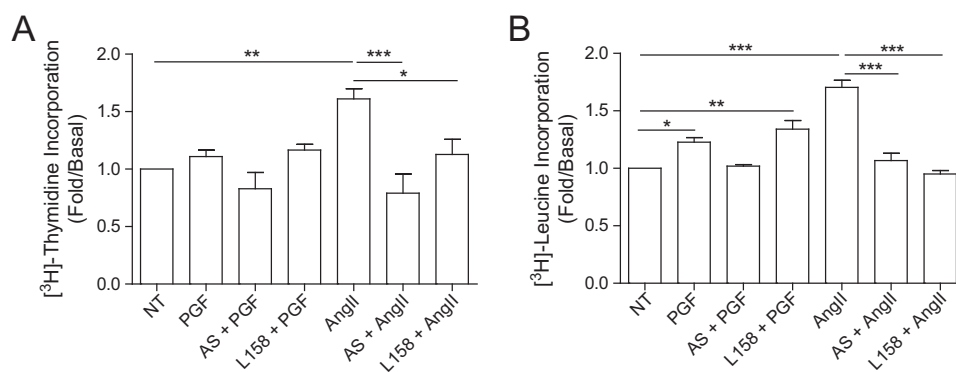 A
[³H]-Thymidine Incorporation
(Fold/Basal)
2.0
1.5
1.0
0.5
0.0
**
***
*
NT
PGF
AS + PGF
L158 + PGF
AngII
AS + AngII
L158 + AngII
B
[³H]-Leucine Incorporation
(Fold/Basal)
2.0
1.5
1.0
0.5
0.0
***
***
***
**
*
NT
PGF
AS + PGF
L158 + PGF
AngII
AS + AngII
L158 + AngII